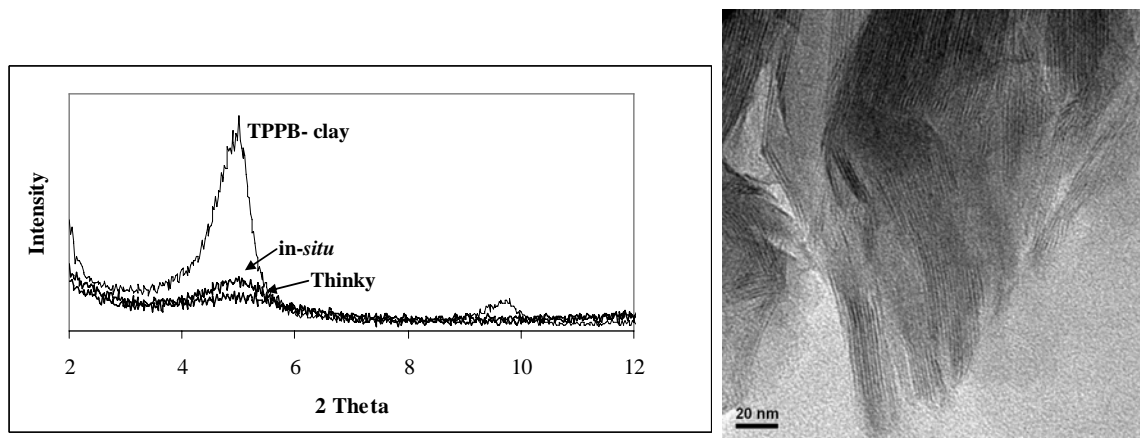 TPPB- clay
in-situ
Thinky
Intensity
2 4 6 8 10 12
2 Theta
20 nm